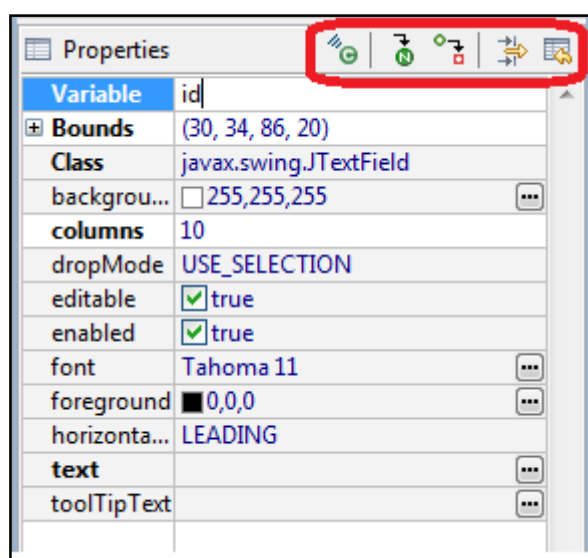 Properties
Variable id
Bounds (30, 34, 86, 20)
Class javax.swing.JTextField
backgrou... 255,255,255
columns 10
dropMode USE_SELECTION
editable true
enabled true
font Tahoma 11
foreground 0,0,0
horizonta... LEADING
text
toolTipText